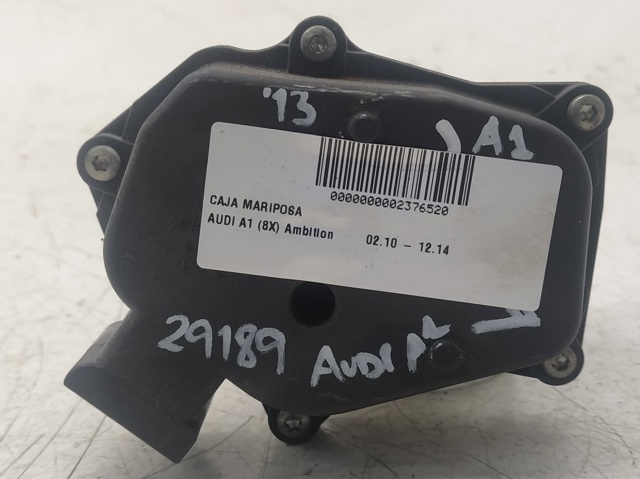 '13
A1
0000000002376520
CAJA MARIPOSA
AUDI A1 (8X) Ambition 02.10 - 12.14
29189 AUDI